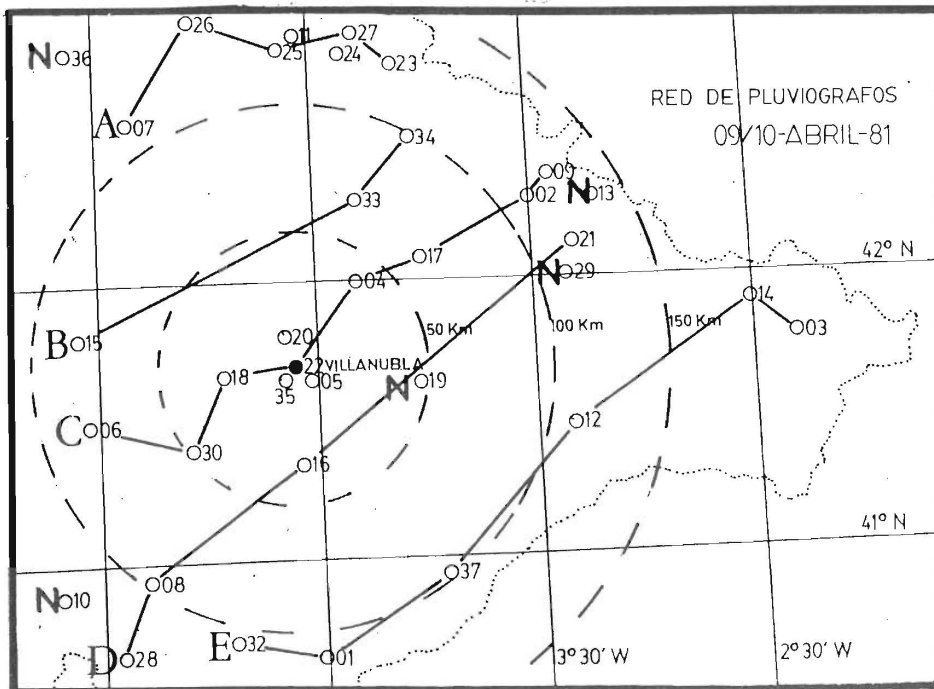 26
11
27
N 36
25
24
23
RED DE PLUVIOGRAFOS
A 07
34
09/10-ABRIL-81
09
33
02
N 13
21
17
42° N
N 29
04
14
B 15
20
50 Km
100 Km
150 Km
03
22 VILLANUBLA
18
35
05
N 19
C 06
12
30
16
41° N
37
08
N 10
E 32
D 28
01
3° 30' W
2° 30' W